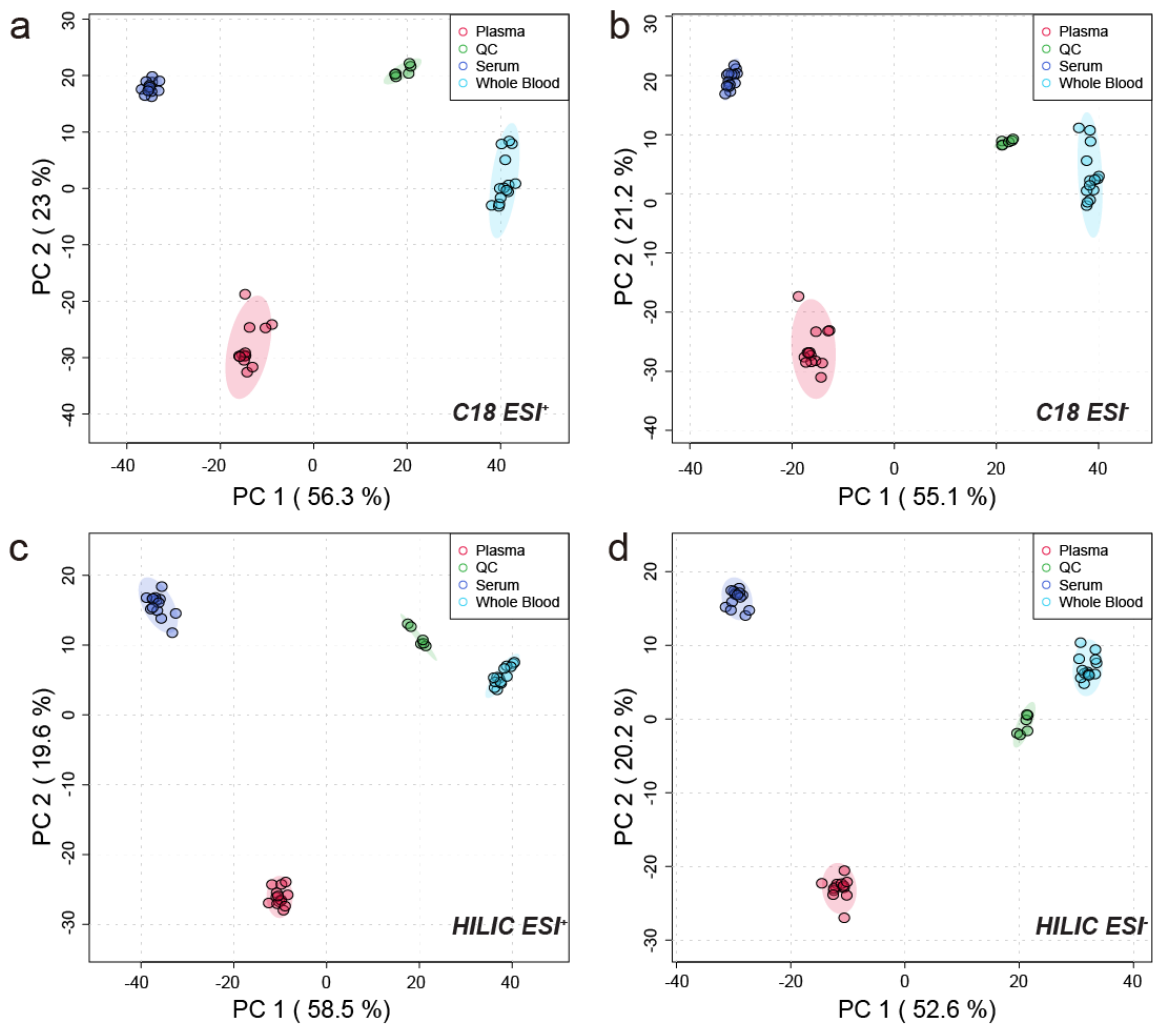 a
30
20
10
0
-10
-20
-30
-40
PC 2 ( 23 %)
Plasma
QC
Serum
Whole Blood
C18 ESI+
-40
-20
0
20
40
PC 1 ( 56.3 %)
b
30
20
10
0
-10
-20
-30
-40
PC 2 ( 21.2 %)
Plasma
QC
Serum
Whole Blood
C18 ESI-
-40
-20
0
20
40
PC 1 ( 55.1 %)
c
20
10
0
-10
-20
-30
PC 2 ( 19.6 %)
Plasma
QC
Serum
Whole Blood
HILIC ESI+
-40
-20
0
20
40
PC 1 ( 58.5 %)
d
20
10
0
-10
-20
-30
PC 2 ( 20.2 %)
Plasma
QC
Serum
Whole Blood
HILIC ESI-
-40
-20
0
20
40
PC 1 ( 52.6 %)